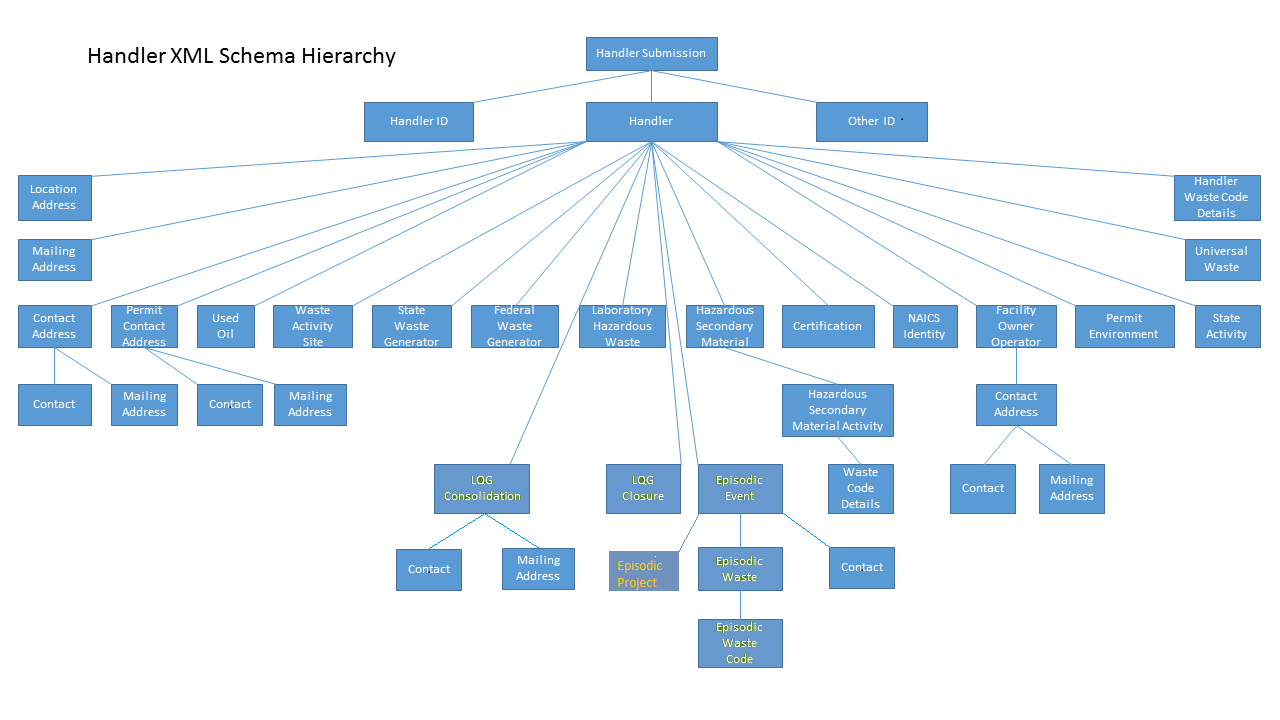 Handler XML Schema Hierarchy
Handler Submission
Handler ID
Handler
Other ID
Location
Address
Handler
Waste Code
Details
Mailing
Address
Universal
Waste
Contact
Address
Permit
Contact
Address
Used
Oil
Waste
Activity
Site
State
Waste
Generator
Federal
Waste
Generator
Laboratory
Hazardous
Waste
Hazardous
Secondary
Material
Certification
NAICS
Identity
Facility
Owner
Operator
Permit
Environment
State
Activity
Contact
Mailing
Address
Contact
Mailing
Address
Hazardous
Secondary
Material Activity
Contact
Address
LQG
Consolidation
LQG
Closure
Episodic
Event
Waste
Code
Details
Contact
Mailing
Address
Contact
Mailing
Address
Episodic
Project
Episodic
Waste
Contact
Episodic
Waste
Code